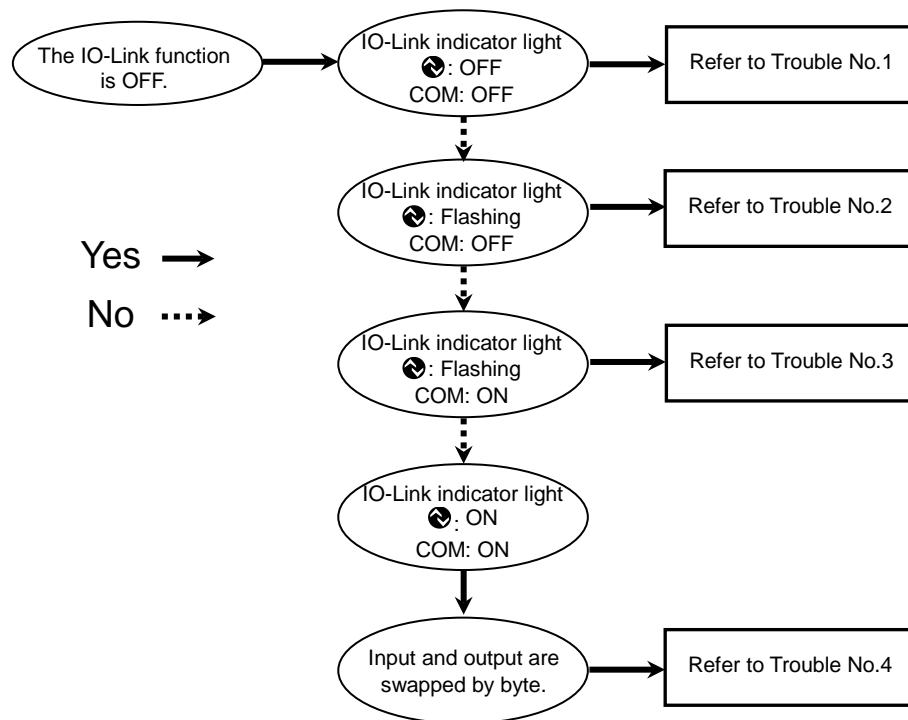 The IO-Link function
is OFF.
IO-Link indicator light
: OFF
COM: OFF
Refer to Trouble No.1
IO-Link indicator light
: Flashing
COM: OFF
Refer to Trouble No.2
Yes
No
IO-Link indicator light
: Flashing
COM: ON
Refer to Trouble No.3
IO-Link indicator light
: ON
COM: ON
Input and output are
swapped by byte.
Refer to Trouble No.4